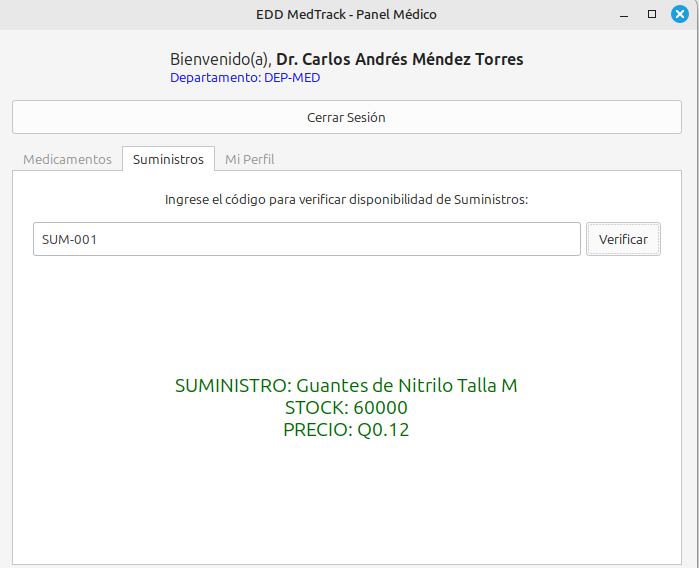 EDD MedTrack - Panel Médico
Bienvenido(a), Dr. Carlos Andrés Méndez Torres
Departamento: DEP-MED
Cerrar Sesión
Medicamentos Suministros Mi Perfil
Ingrese el código para verificar disponibilidad de Suministros:
SUM-001 Verificar
SUMINISTRO: Guantes de Nitrilo Talla M
STOCK: 60000
PRECIO: Q0.12